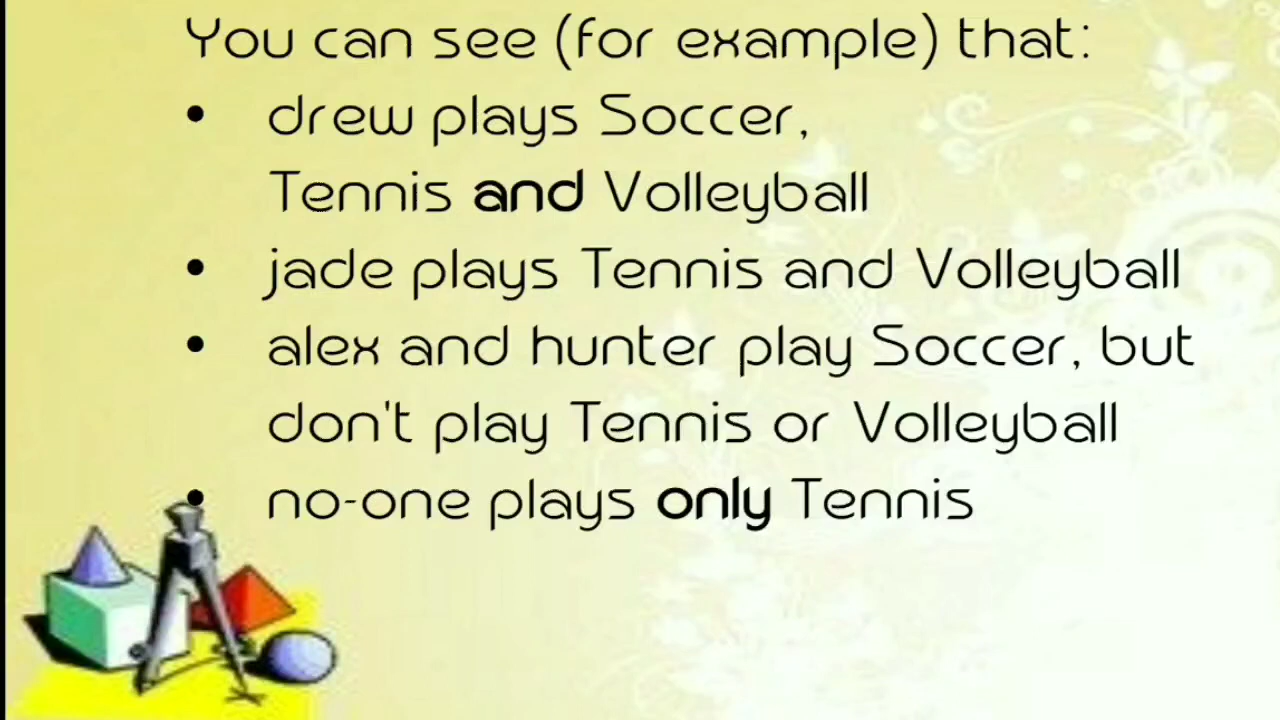 You can see (for example) that:
• drew plays Soccer,
Tennis and Volleyball
• jade plays Tennis and Volleyball
• alex and hunter play Soccer, but
don't play Tennis or Volleyball
• no-one plays only Tennis